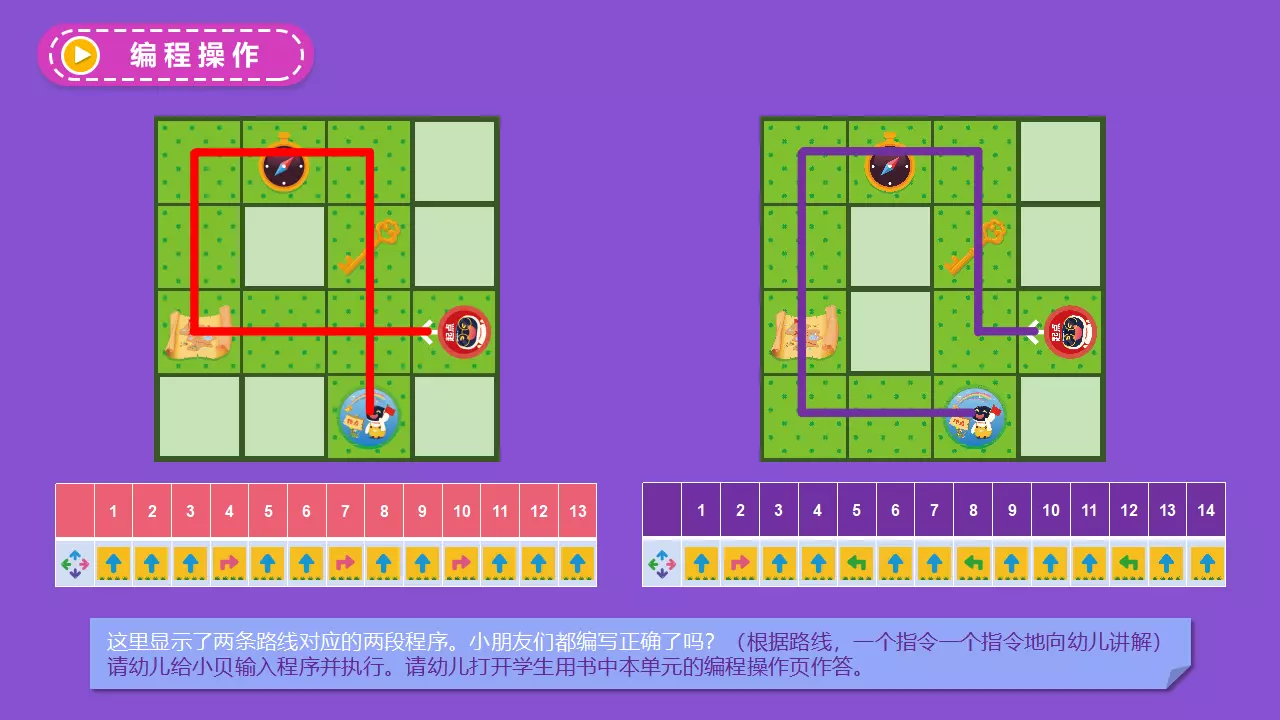 编程操作
起点
起点
1 2 3 4 5 6 7 8 9 10 11 12 13
1 2 3 4 5 6 7 8 9 10 11 12 13 14
这里显示了两条路线对应的两段程序。小朋友们都编写正确了吗？（根据路线，一个指令一个指令地向幼儿讲解）
请幼儿给小贝输入程序并执行。请幼儿打开学生用书中本单元的编程操作页作答。